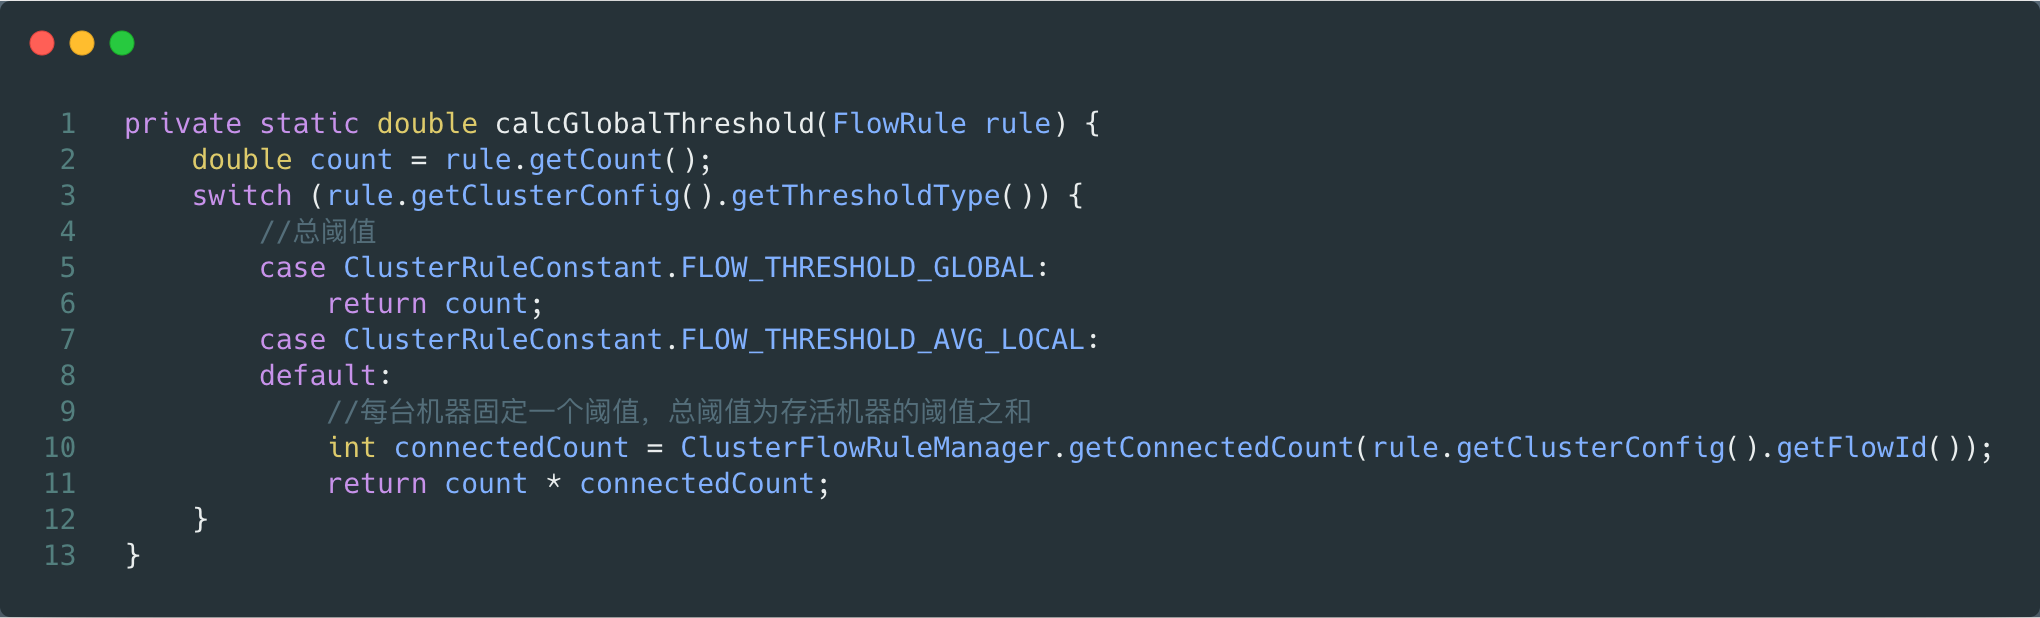 1 private static double calcGlobalThreshold(FlowRule rule) {
2 double count = rule.getCount();
3 switch (rule.getClusterConfig().getThresholdType()) {
4 //总阈值
5 case ClusterRuleConstant.FLOW_THRESHOLD_GLOBAL:
6 return count;
7 case ClusterRuleConstant.FLOW_THRESHOLD_AVG_LOCAL:
8 default:
9 //每台机器固定一个阈值，总阈值为存活机器的阈值之和
10 int connectedCount = ClusterFlowRuleManager.getConnectedCount(rule.getClusterConfig().getFlowId());
11 return count * connectedCount;
12 }
13 }